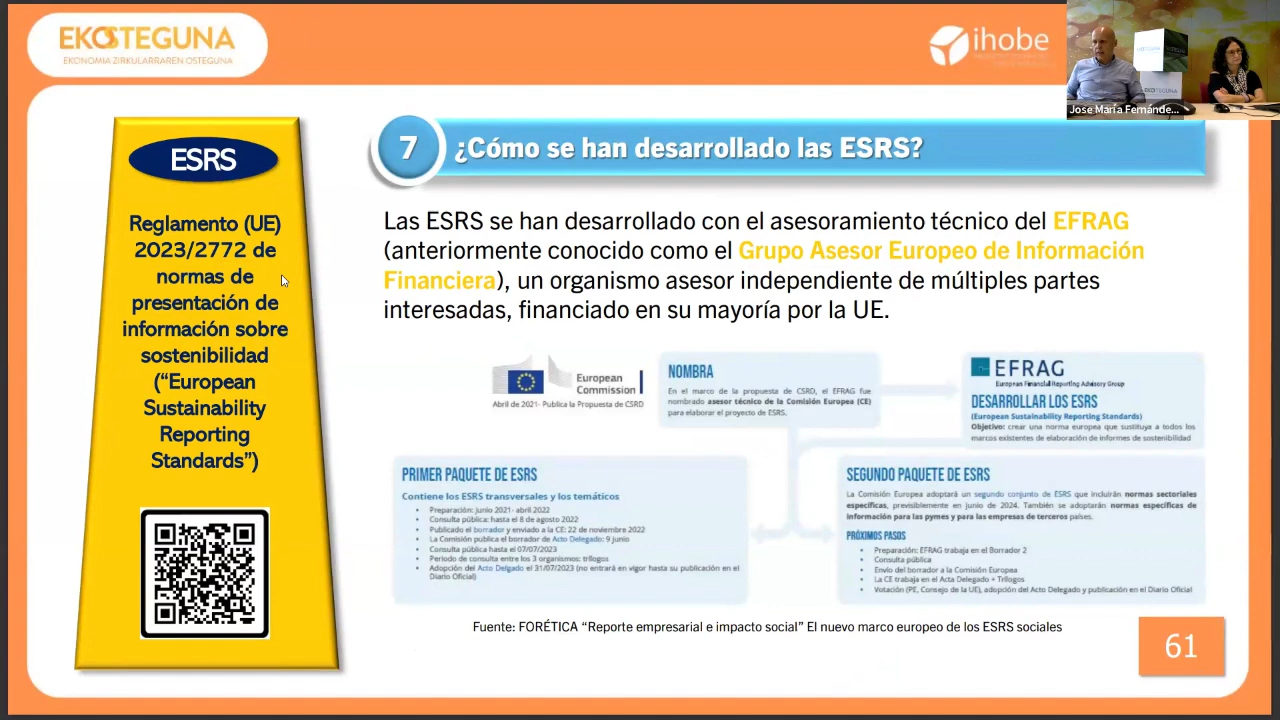 EKOSTEGUNA
EKONOMIA ZIRKULARRAREN OSTEGUNA
ihobe
EKOSTEGUNA
Jose María Fernánde...
ESRS
Reglamento (UE)
2023/2772 de
normas de
presentación de
información sobre
sostenibilidad
(“European
Sustainability
Reporting
Standards”)
7
¿Cómo se han desarrollado las ESRS?
Las ESRS se han desarrollado con el asesoramiento técnico del EFRAG
(anteriormente conocido como el Grupo Asesor Europeo de Información
Financiera), un organismo asesor independiente de múltiples partes
interesadas, financiado en su mayoría por la UE.
European
Commission
Abril de 2021- Publica la Propuesta de CSRD
NOMBRA
En el marco de la propuesta de CSRD, el EFRAG fue
nombrado asesor técnico de la Comisión Europea (CE)
para elaborar el proyecto de ESRS.
EFRAG
European Financial Reporting Advisory Group
DESARROLLAR LOS ESRS
(European Sustainability Reporting Standards)
Objetivo: crear una norma europea que sustituya a todos los
marcos existentes de elaboración de informes de sostenibilidad
PRIMER PAQUETE DE ESRS
Contiene los ESRS transversales y los temáticos
• Preparación: junio 2021- abril 2022
• Consulta pública: hasta el 8 de agosto 2022
• Publicado el borrador y enviado a la CE: 22 de noviembre 2022
• La Comisión publica el borrador de Acto Delegado: 9 junio
• Consulta pública hasta el 07/07/2023
• Periodo de consulta entre los 3 organismos: trílogos
• Adopción del Acto Delgado el 31/07/2023 (no entrará en vigor hasta su publicación en el
Diario Oficial)
SEGUNDO PAQUETE DE ESRS
La Comisión Europea adoptará un segundo conjunto de ESRS que incluirán normas sectoriales
específicas, previsiblemente en junio de 2024. También se adoptarán normas específicas de
información para las pymes y para las empresas de terceros países.
PRÓXIMOS PASOS
• Preparación: EFRAG trabaja en el Borrador 2
• Consulta pública
• Envío del borrador a la Comisión Europea
• La CE trabaja en el Acta Delegado + Trílogos
• Votación (PE, Consejo de la UE), adopción del Acto Delegado y publicación en el Diario Oficial
Fuente: FORÉTICA “Reporte empresarial e impacto social” El nuevo marco europeo de los ESRS sociales
61